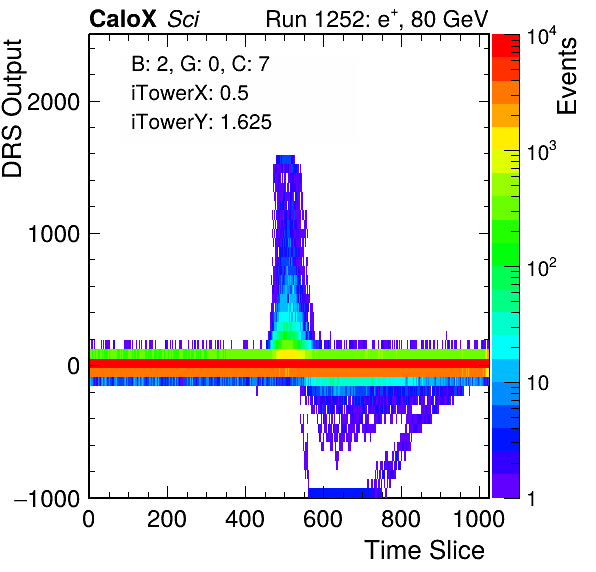 CaloX Sci
Run 1252: e⁺, 80 GeV
B: 2, G: 0, C: 7
iTowerX: 0.5
iTowerY: 1.625
DRS Output
2000
1000
0
−1000
0 200 400 600 800 1000
Time Slice
10⁴
10³
10²
10
1
Events